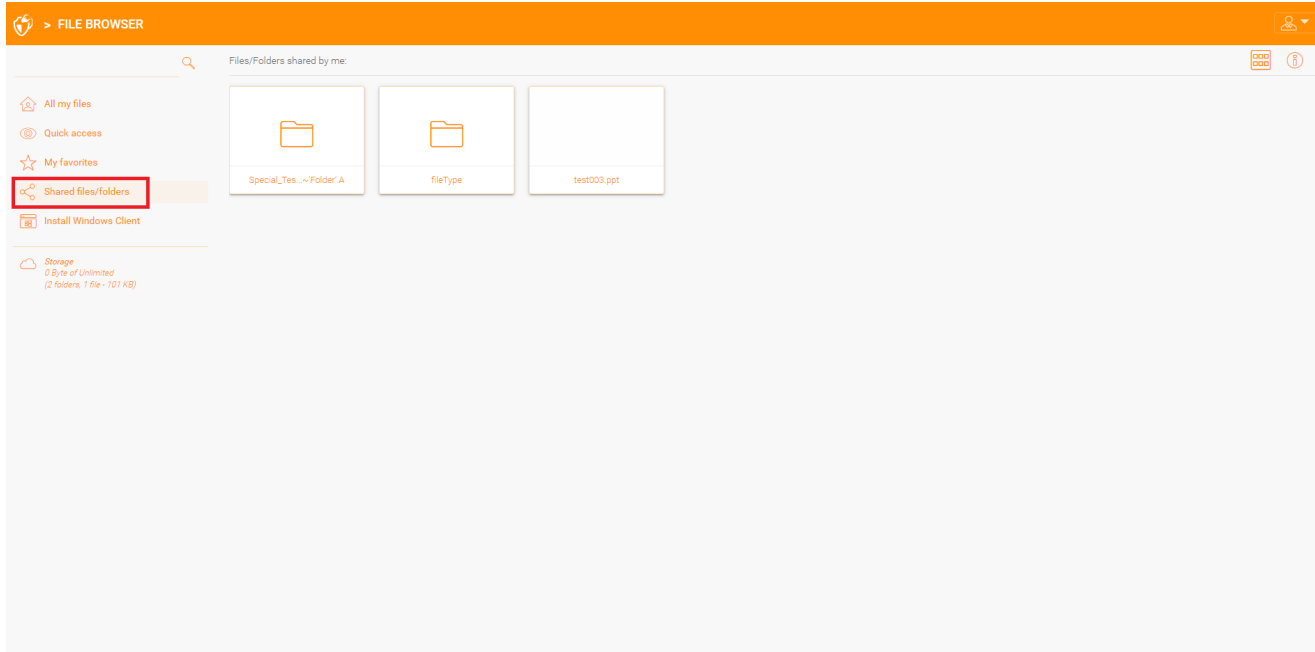 > FILE BROWSER
Files/Folders shared by me:
All my files
Quick access
My favorites
Shared files/folders
Install Windows Client
Storage
0 Byte of Unlimited
(2 folders, 1 file - 101 KB)
Special_Tes...~'Folder' A
fileType
test003.ppt